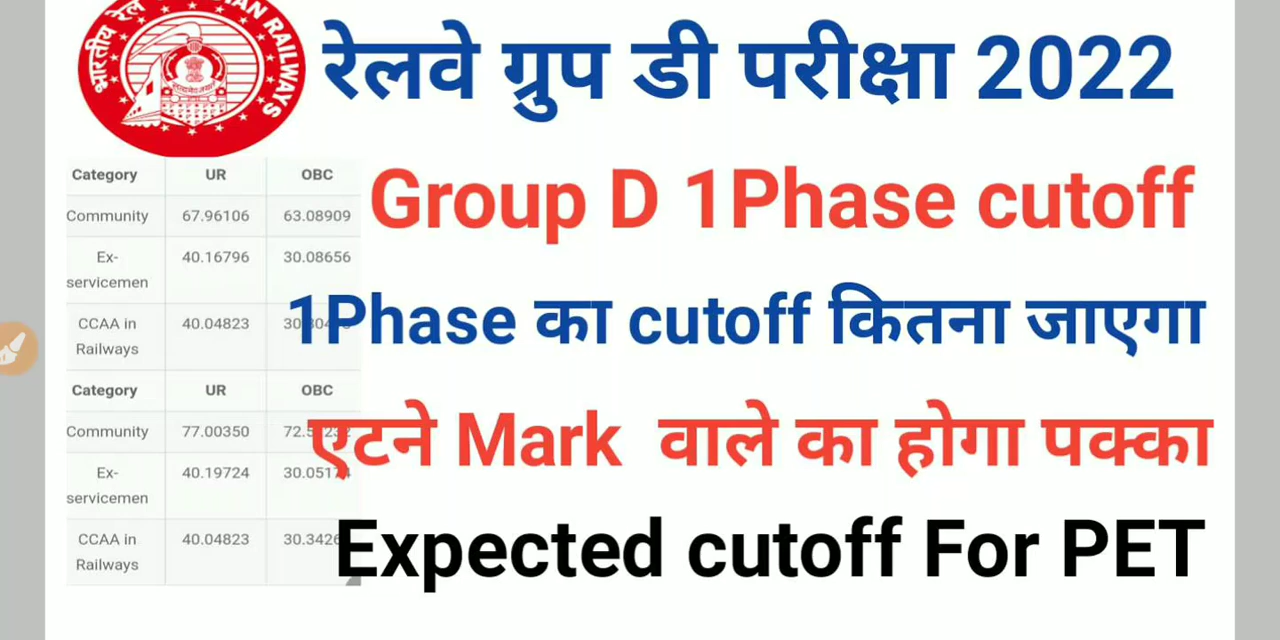 भारतीय रेल INDIAN RAILWAYS
रेलवे ग्रुप डी परीक्षा 2022
Group D 1Phase cutoff
1Phase का cutoff कितना जाएगा
एटने Mark वाले का होगा पक्का
Expected cutoff For PET
Category UR OBC
Community 67.96106 63.08909
Ex-
servicemen 40.16796 30.08656
CCAA in
Railways 40.04823
Category UR OBC
Community 77.00350
Ex-
servicemen 40.19724 30.05174
CCAA in
Railways 40.04823